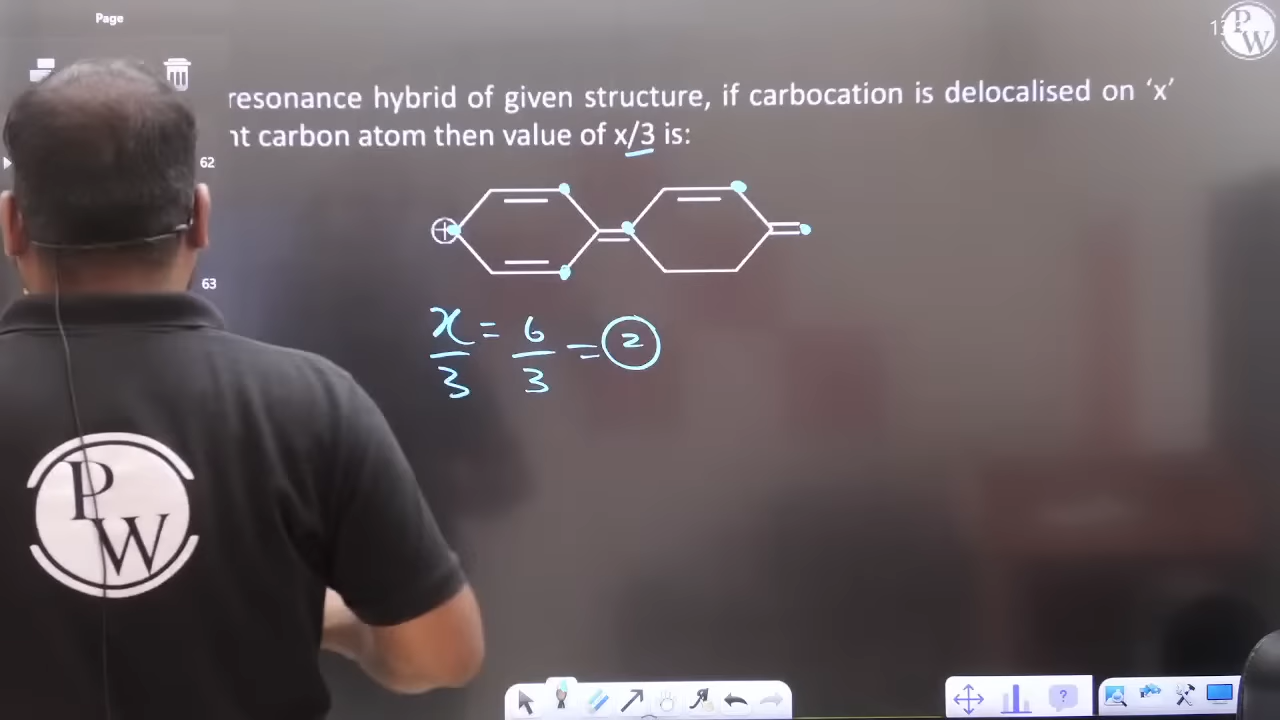 Page
PW
resonance hybrid of given structure, if carbocation is delocalised on ‘x’
carbon atom then value of x/3 is:
62
63
+
x/3 = 6/3 = 2
PW
?